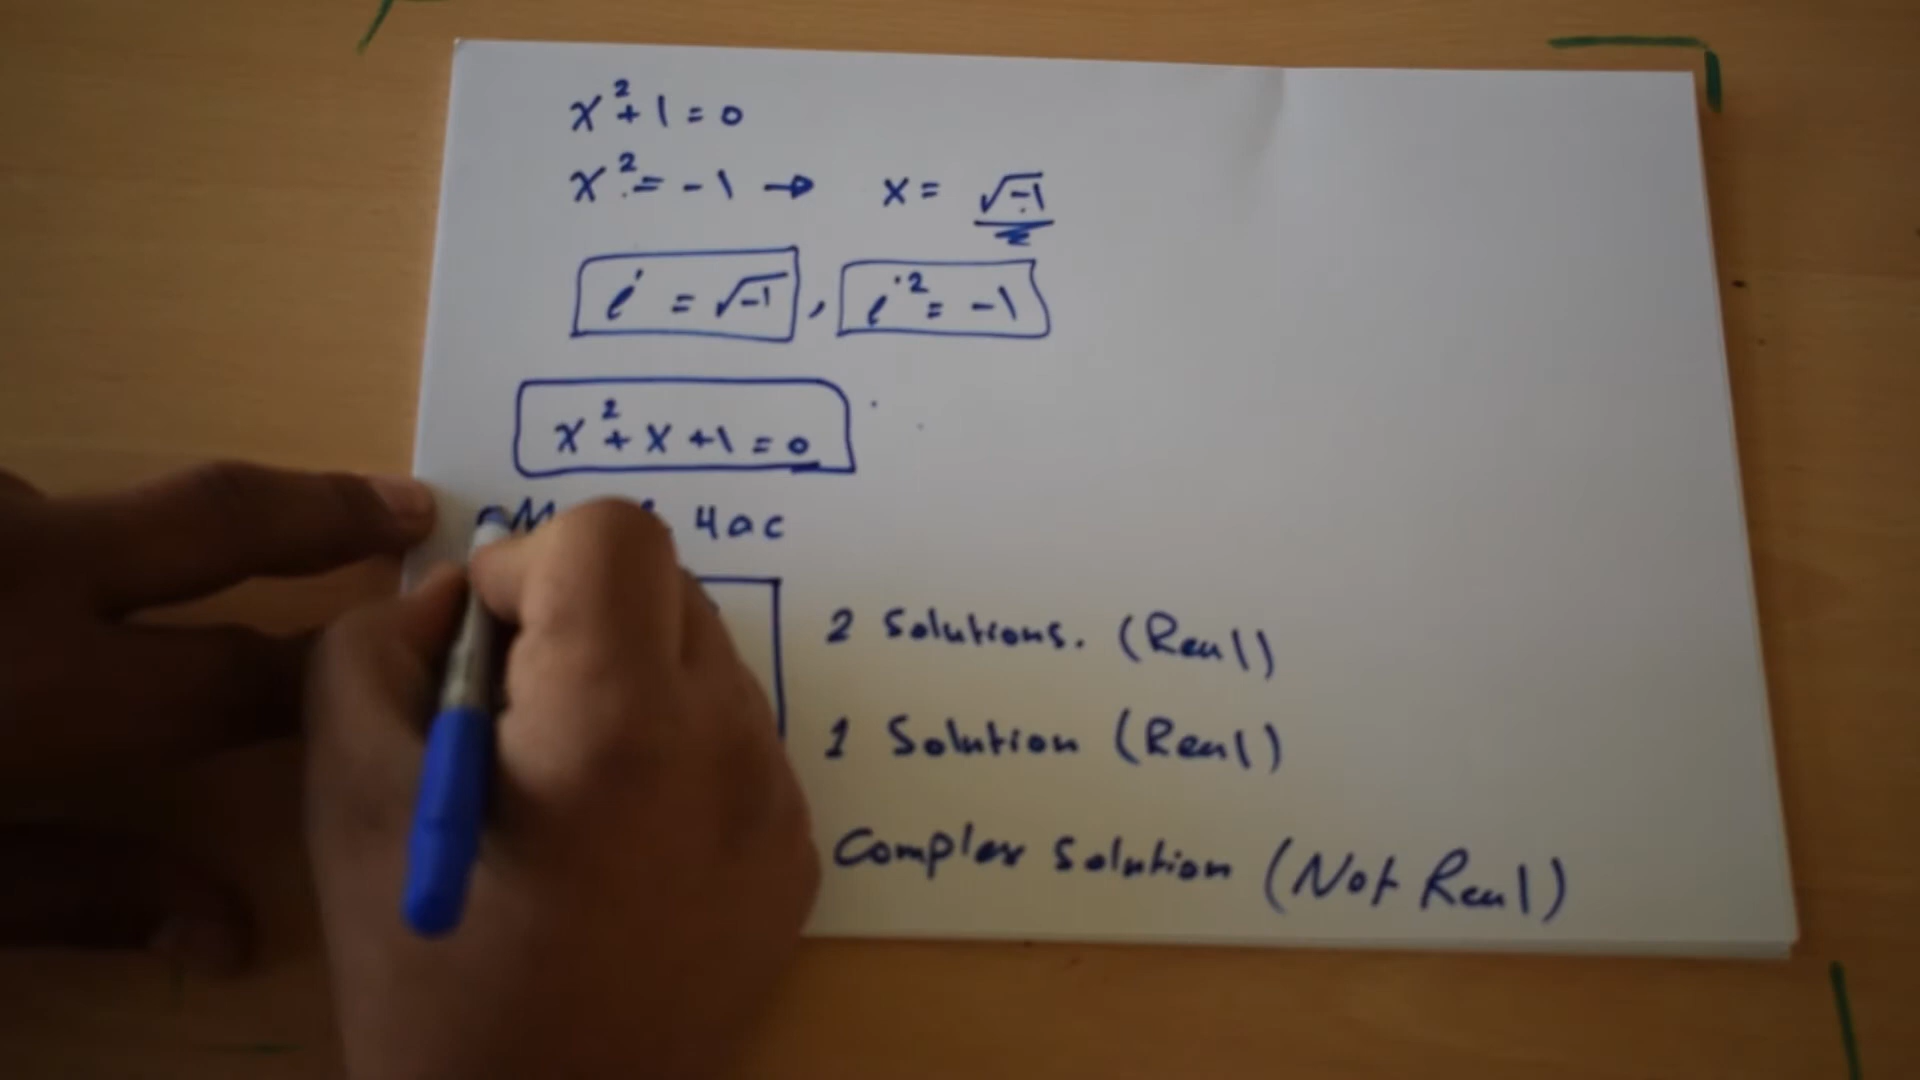 x² + 1 = 0
x² = -1 → x = √-1
i = √-1 , i² = -1
x² + x + 1 = 0
4ac
2 Solutions. (Real)
1 Solution (Real)
Complex Solution (Not Real)